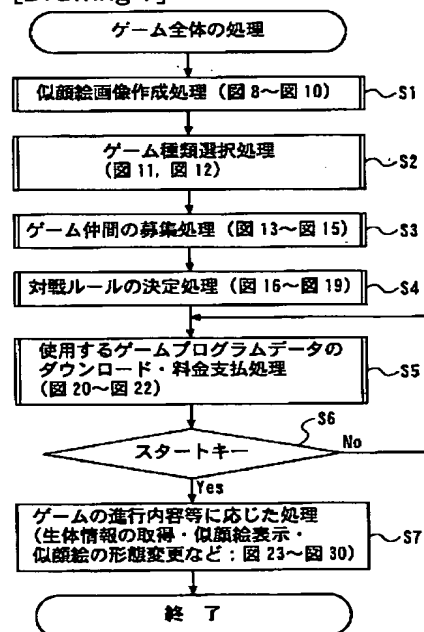 ゲーム全体の処理
似顔絵画像作成処理（図8～図10）
S1
ゲーム種類選択処理
（図11，図12）
S2
ゲーム仲間の募集処理（図13～図15）
S3
対戦ルールの決定処理（図16～図19）
S4
使用するゲームプログラムデータの
ダウンロード・料金支払処理
（図20～図22）
S5
S6
スタートキー
No
Yes
ゲームの進行内容等に応じた処理
（生体情報の取得・似顔絵表示・
似顔絵の形態変更など：図23～図30）
S7
終 了